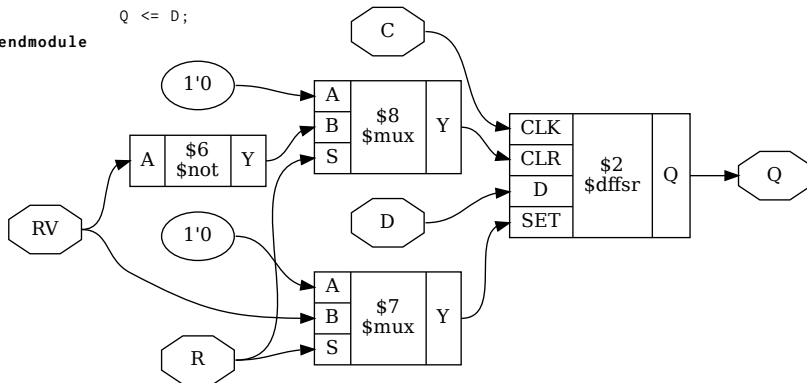 Q <= D;
endmodule
C
1'0
A
B
S
$8
$mux
Y
CLK
CLR
D
SET
$2
$dffsr
Q
Q
A
$6
$not
Y
RV
D
1'0
A
B
S
$7
$mux
Y
R